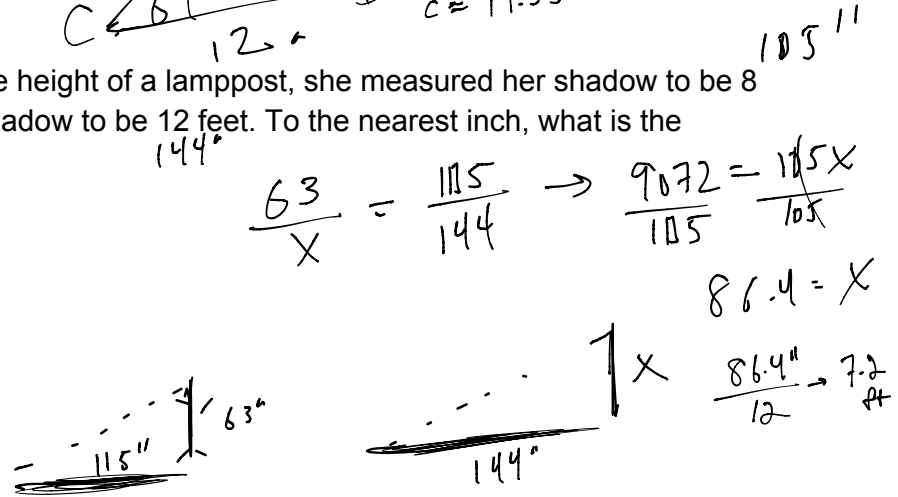 C 6
c ≈ 11.53
12"
105"
e height of a lamppost, she measured her shadow to be 8
adow to be 12 feet. To the nearest inch, what is the
144"
63/X = 105/144 → 9072/105 = 105X/105
86.4 = X
86.4"/12 → 7.2 ft
63"
115"
X
144"